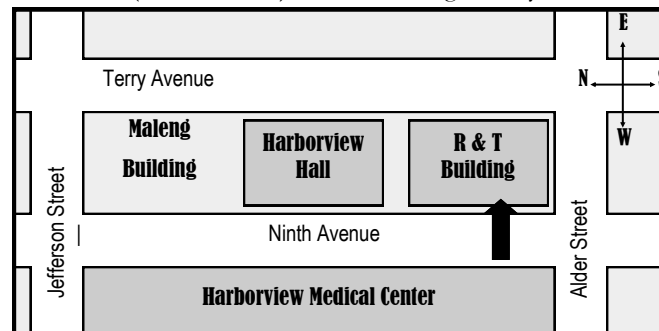 E
Terry Avenue
N
W
Maleng
Building
Harborview
Hall
R & T
Building
Jefferson Street
Ninth Avenue
Alder Street
Harborview Medical Center